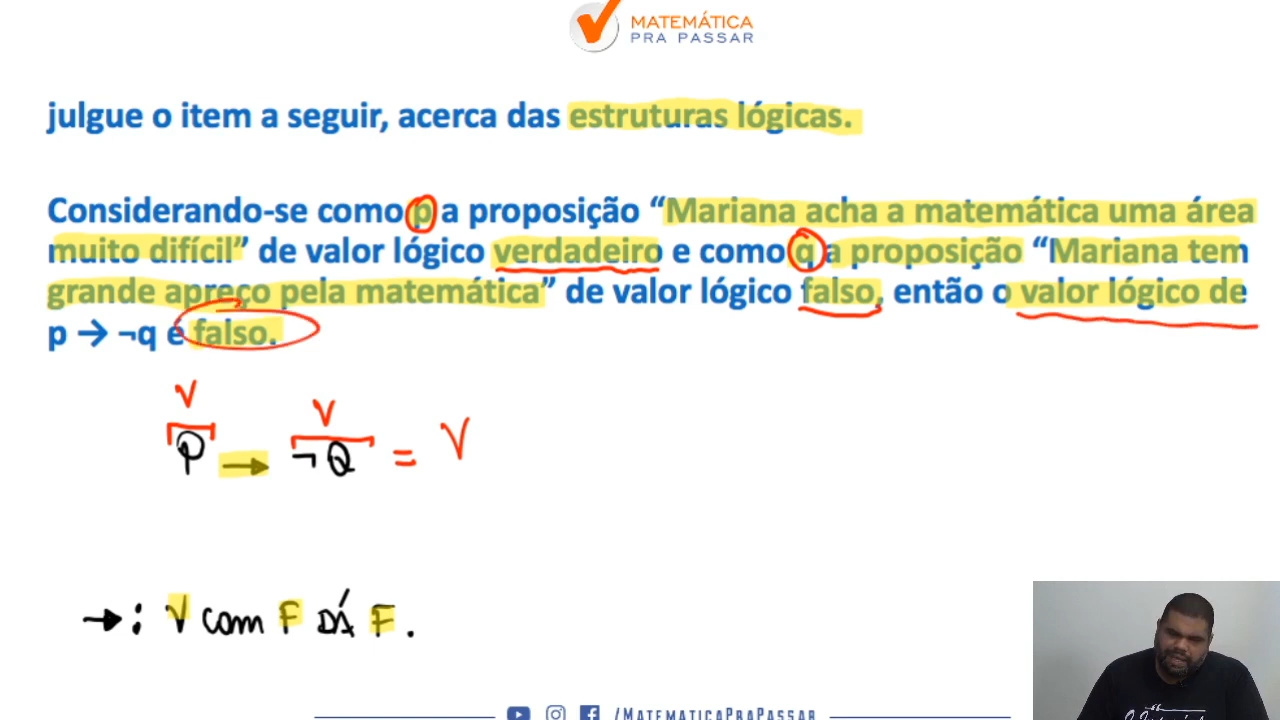 MATEMÁTICA
PRA PASSAR
julgue o item a seguir, acerca das estruturas lógicas.
Considerando-se como p a proposição “Mariana acha a matemática uma área
muito difícil” de valor lógico verdadeiro e como q a proposição “Mariana tem
grande apreço pela matemática” de valor lógico falso, então o valor lógico de
p → ¬q é falso.
V V
P → ¬Q = V
→: V com F DÁ F.
/MATEMATICAPRAPASSAR